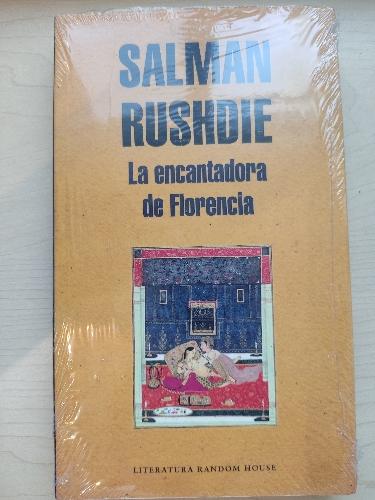 SALMAN
RUSHDIE
La encantadora
de Florencia
LITERATURA RANDOM HOUSE